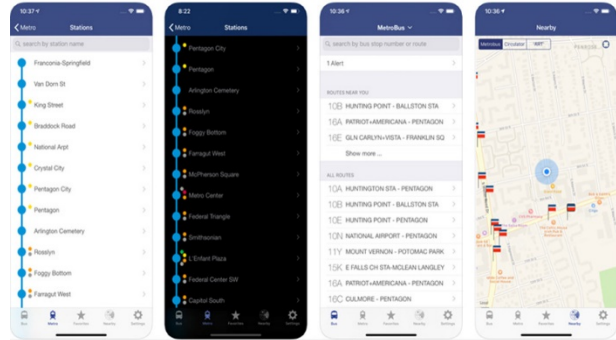 10:37
Metro
Stations
search by station name
Franconia-Springfield
Van Dorn St
King Street
Braddock Road
National Arpt
Crystal City
Pentagon City
Pentagon
Arlington Cemetery
Rosslyn
Foggy Bottom
Farragut West
Bus
Metro
Favorites
Nearby
Settings
8:22
Metro
Stations
Pentagon City
Pentagon
Arlington Cemetery
Rosslyn
Foggy Bottom
Farragut West
McPherson Square
Metro Center
Federal Triangle
Smithsonian
L'Enfant Plaza
Federal Center SW
Capitol South
Bus
Metro
Favorites
Nearby
Settings
10:36
MetroBus
search by bus stop number or route
1 Alert
ROUTES NEAR YOU
10B HUNTING POINT - BALLSTON STA
16A PATRIOT+AMERICANA - PENTAGON
16E GLN CARLYN+VISTA - FRANKLIN SQ
Show more ...
ALL ROUTES
10A HUNTINGTON STA - PENTAGON
10B HUNTING POINT - BALLSTON STA
10E HUNTING POINT - PENTAGON
10N NATIONAL AIRPORT - PENTAGON
11Y MOUNT VERNON - POTOMAC PARK
15K E FALLS CH STA-MCLEAN LANGLEY
16A PATRIOT+AMERICANA - PENTAGON
16C CULMORE - PENTAGON
Bus
Metro
Favorites
Nearby
Settings
10:36
Nearby
Metrobus
Circulator
ART
PENROSE
Bus
Metro
Favorites
Nearby
Settings